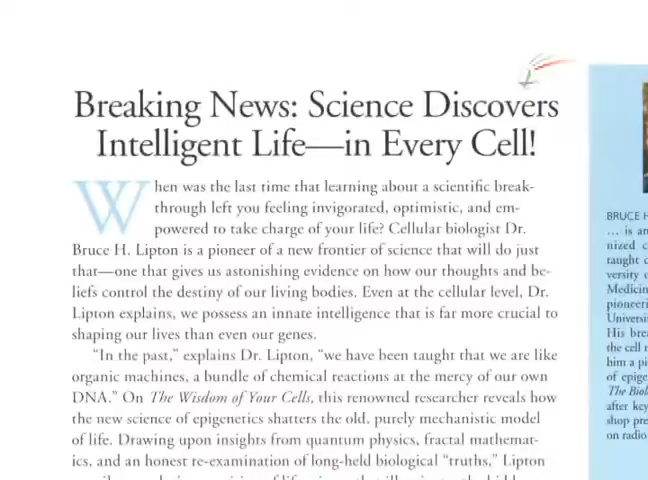 Breaking News: Science Discovers
Intelligent Life—in Every Cell!
When was the last time that learning about a scientific break-
through left you feeling invigorated, optimistic, and em-
powered to take charge of your life? Cellular biologist Dr.
Bruce H. Lipton is a pioneer of a new frontier of science that will do just
that—one that gives us astonishing evidence on how our thoughts and be-
liefs control the destiny of our living bodies. Even at the cellular level, Dr.
Lipton explains, we possess an innate intelligence that is far more crucial to
shaping our lives than even our genes.
"In the past," explains Dr. Lipton, "we have been taught that we are like
organic machines, a bundle of chemical reactions at the mercy of our own
DNA." On The Wisdom of Your Cells, this renowned researcher reveals how
the new science of epigenetics shatters the old, purely mechanistic model
of life. Drawing upon insights from quantum physics, fractal mathemat-
ics, and an honest re-examination of long-held biological "truths," Lipton
BRUCE H
... is an
nized c
taught c
versity o
Medicin
pioneeri
Universi
His brea
the cell m
him a pi
of epige
The Biol
after key
shop pre
on radio